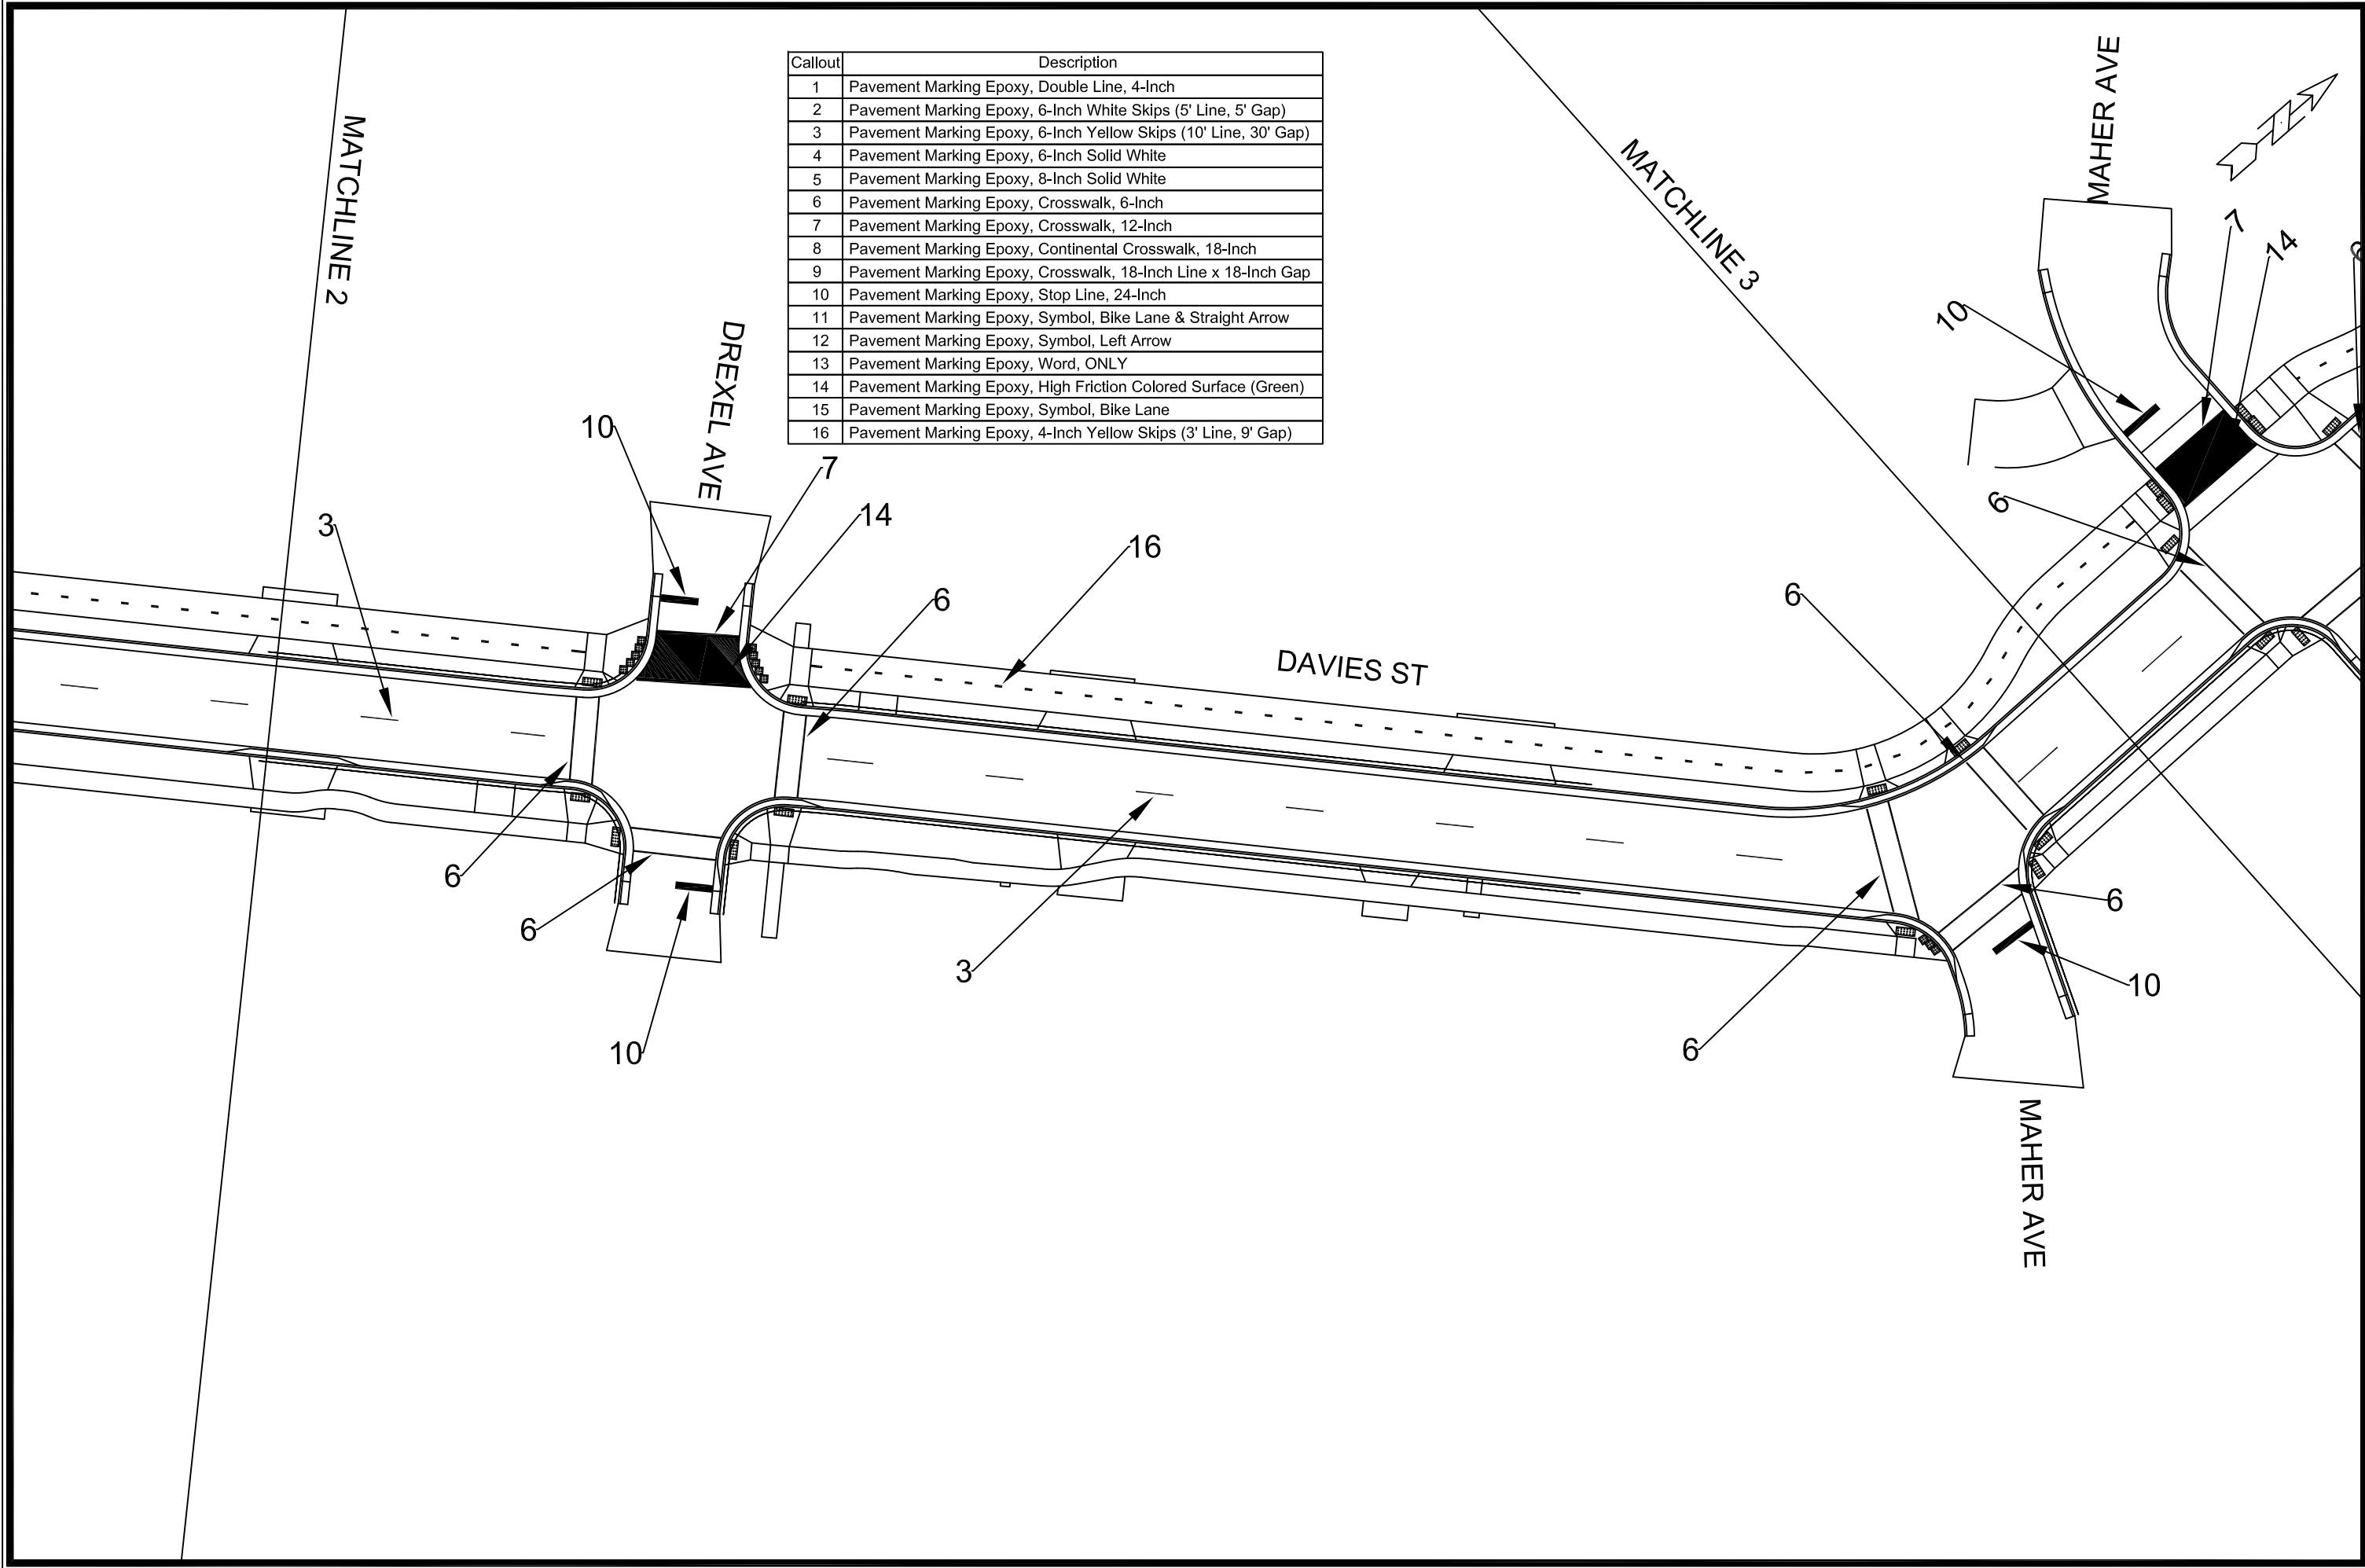 Callout Description
1 Pavement Marking Epoxy, Double Line, 4-Inch
2 Pavement Marking Epoxy, 6-Inch White Skips (5' Line, 5' Gap)
3 Pavement Marking Epoxy, 6-Inch Yellow Skips (10' Line, 30' Gap)
4 Pavement Marking Epoxy, 6-Inch Solid White
5 Pavement Marking Epoxy, 8-Inch Solid White
6 Pavement Marking Epoxy, Crosswalk, 6-Inch
7 Pavement Marking Epoxy, Crosswalk, 12-Inch
8 Pavement Marking Epoxy, Continental Crosswalk, 18-Inch
9 Pavement Marking Epoxy, Crosswalk, 18-Inch Line x 18-Inch Gap
10 Pavement Marking Epoxy, Stop Line, 24-Inch
11 Pavement Marking Epoxy, Symbol, Bike Lane & Straight Arrow
12 Pavement Marking Epoxy, Symbol, Left Arrow
13 Pavement Marking Epoxy, Word, ONLY
14 Pavement Marking Epoxy, High Friction Colored Surface (Green)
15 Pavement Marking Epoxy, Symbol, Bike Lane
16 Pavement Marking Epoxy, 4-Inch Yellow Skips (3' Line, 9' Gap)
MATCHLINE 2
MATCHLINE 3
MAHER AVE
7
14
10
6
DREXEL AVE
10
7
3
14
16
6
6
DAVIES ST
6
6
10
3
6
6
10
MAHER AVE